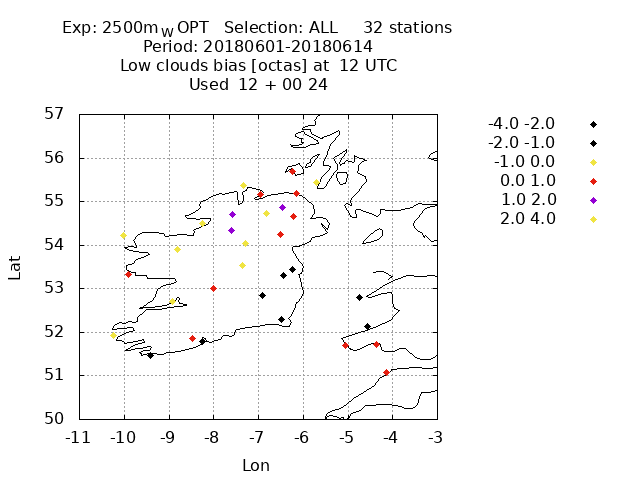 Exp: 2500mWOPT Selection: ALL 32 stations
Period: 20180601-20180614
Low clouds bias [octas] at 12 UTC
Used 12 + 00 24
57
56
55
54
53
52
51
50
-11 -10 -9 -8 -7 -6 -5 -4 -3
Lat
Lon
-4.0 -2.0
-2.0 -1.0
-1.0 0.0
0.0 1.0
1.0 2.0
2.0 4.0